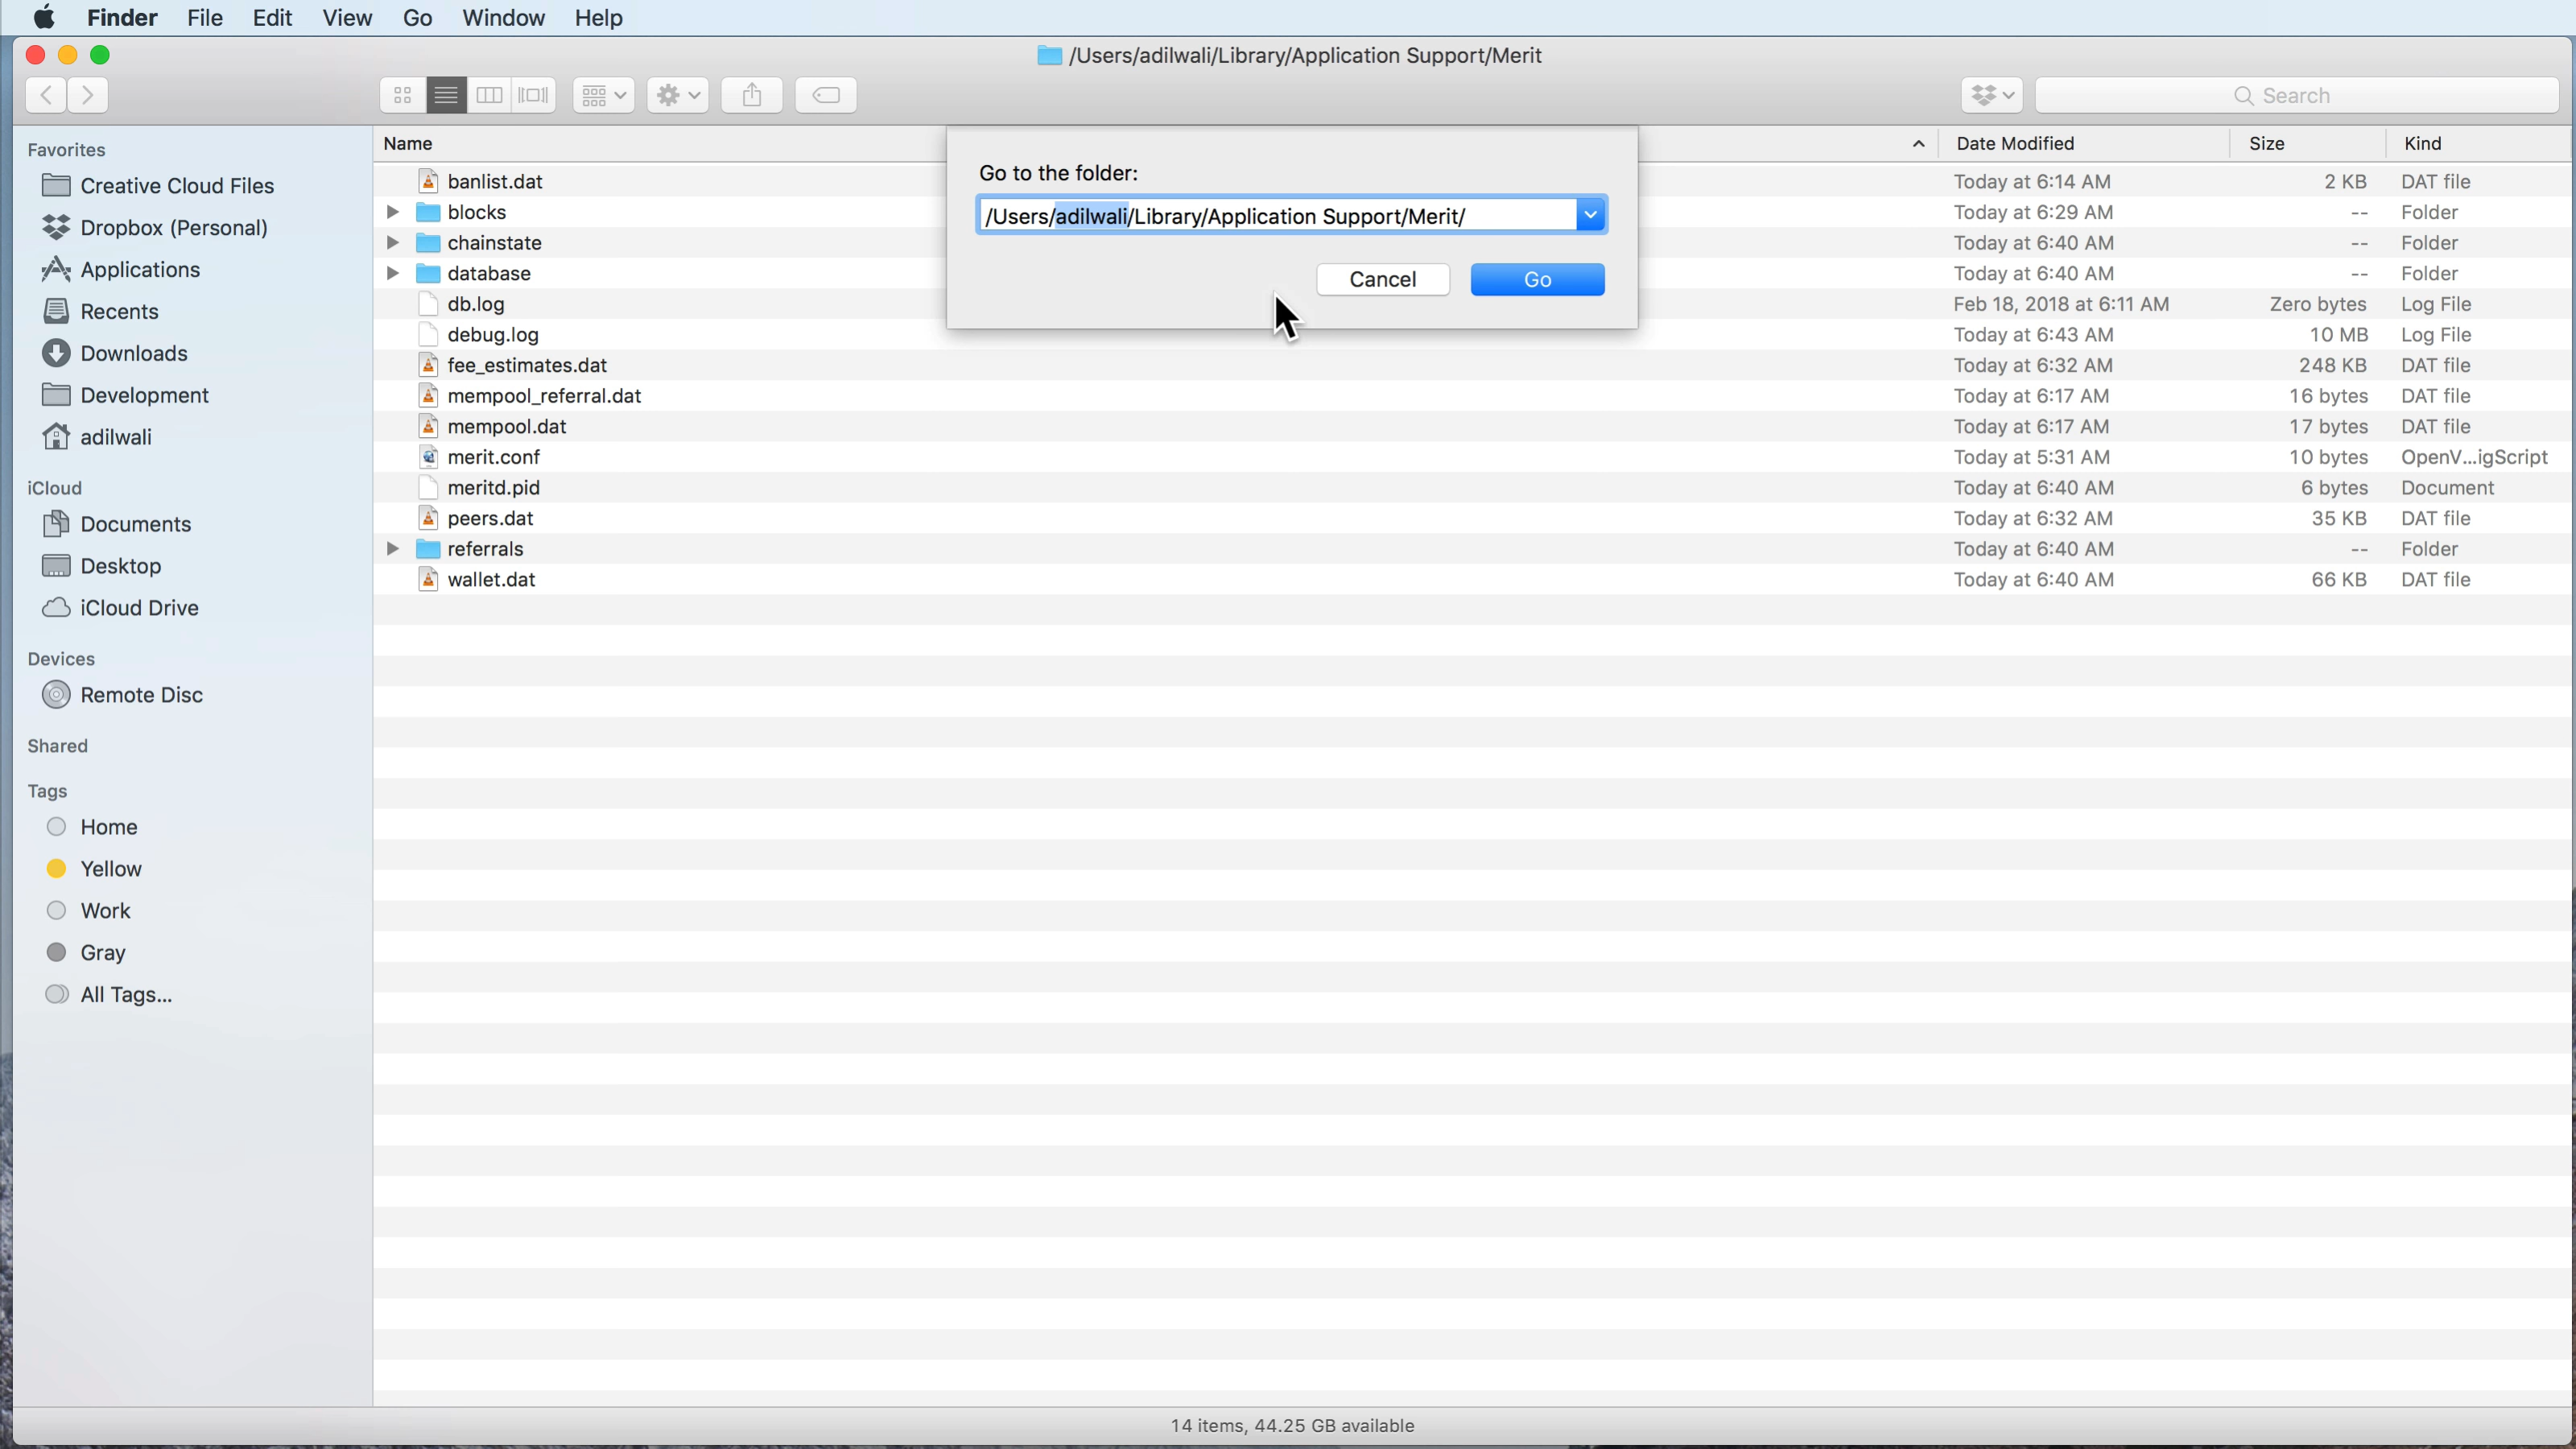 Finder File Edit View Go Window Help
/Users/adilwali/Library/Application Support/Merit
Search
Favorites
Creative Cloud Files
Dropbox (Personal)
Applications
Recents
Downloads
Development
adilwali
iCloud
Documents
Desktop
iCloud Drive
Devices
Remote Disc
Shared
Tags
Home
Yellow
Work
Gray
All Tags...
Name Date Modified Size Kind
banlist.dat Today at 6:14 AM 2 KB DAT file
blocks Today at 6:29 AM -- Folder
chainstate Today at 6:40 AM -- Folder
database Today at 6:40 AM -- Folder
db.log Feb 18, 2018 at 6:11 AM Zero bytes Log File
debug.log Today at 6:43 AM 10 MB Log File
fee_estimates.dat Today at 6:32 AM 248 KB DAT file
mempool_referral.dat Today at 6:17 AM 16 bytes DAT file
mempool.dat Today at 6:17 AM 17 bytes DAT file
merit.conf Today at 5:31 AM 10 bytes OpenV...igScript
meritd.pid Today at 6:40 AM 6 bytes Document
peers.dat Today at 6:32 AM 35 KB DAT file
referrals Today at 6:40 AM -- Folder
wallet.dat Today at 6:40 AM 66 KB DAT file
Go to the folder:
/Users/adilwali/Library/Application Support/Merit/
Cancel Go
14 items, 44.25 GB available